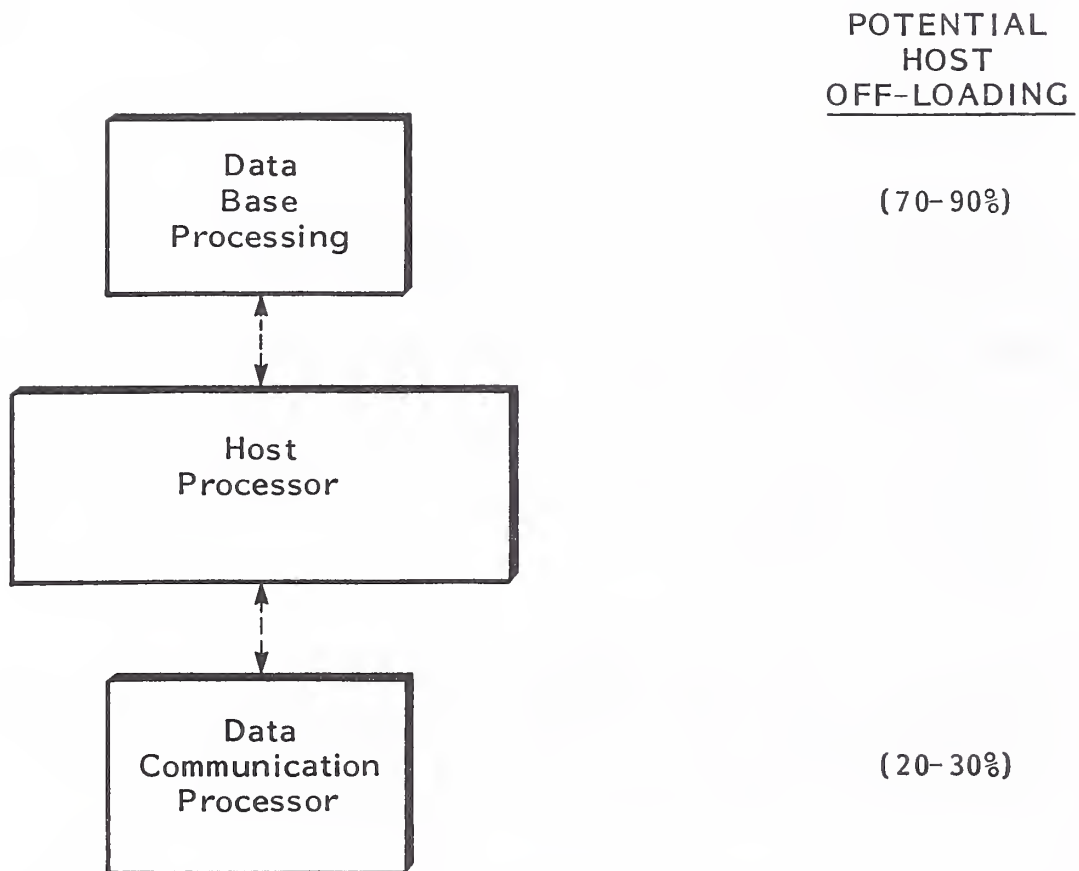 POTENTIAL
HOST
OFF-LOADING
Data
Base
Processing
(70-90%)
Host
Processor
Data
Communication
Processor
(20-30%)